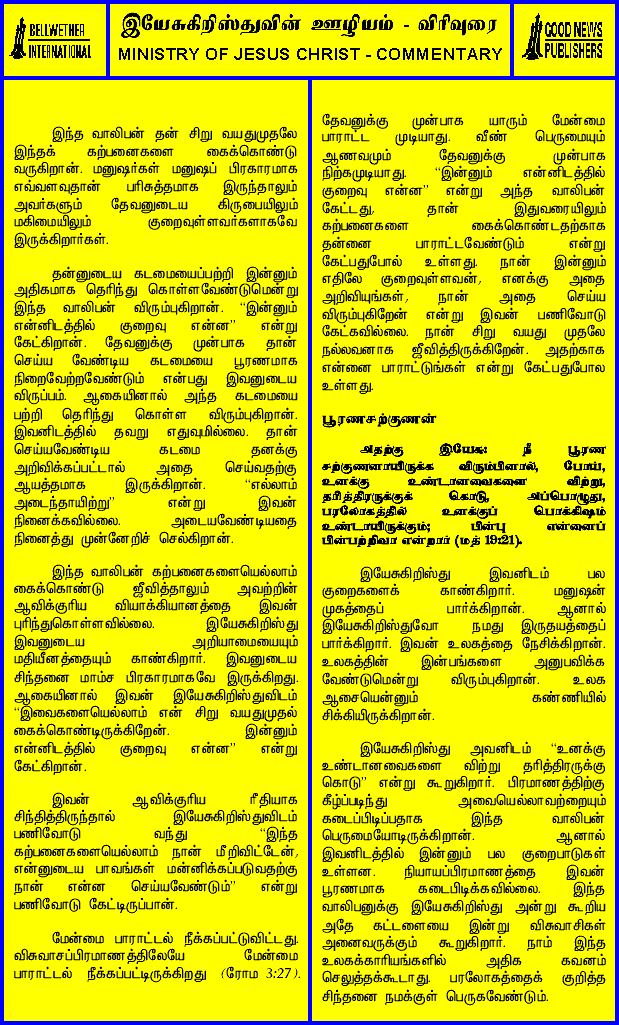 BELLWETHER
INTERNATIONAL
இயேசுகிறிஸ்துவின் ஊழியம் - விரிவுரை
MINISTRY OF JESUS CHRIST - COMMENTARY
GOOD NEWS
PUBLISHERS
இந்த வாலிபன் தன் சிறு வயதுமுதலே
இந்தக் கற்பனைகளை கைக்கொண்டு
வருகிறான். மனுஷர்கள் மனுஷப் பிரகாரமாக
எவ்வளவுதான் பரிசுத்தமாக இருந்தாலும்
அவர்களும் தேவனுடைய கிருபையிலும்
மகிமையிலும் குறைவுள்ளவர்களாகவே
இருக்கிறார்கள்.
தன்னுடைய கடமையைப்பற்றி இன்னும்
அதிகமாக தெரிந்து கொள்ளவேண்டுமென்று
இந்த வாலிபன் விரும்புகிறான். “இன்னும்
என்னிடத்தில் குறைவு என்ன” என்று
கேட்கிறான். தேவனுக்கு முன்பாக தான்
செய்ய வேண்டிய கடமையை பூரணமாக
நிறைவேற்றவேண்டும் என்பது இவனுடைய
விருப்பம். ஆகையினால் அந்த கடமையை
பற்றி தெரிந்து கொள்ள விரும்புகிறான்.
இவனிடத்தில் தவறு எதுவுமில்லை. தான்
செய்யவேண்டிய கடமை தனக்கு
அறிவிக்கப்பட்டால் அதை செய்வதற்கு
ஆயத்தமாக இருக்கிறான். “எல்லாம்
அடைந்தாயிற்று” என்று இவன்
நினைக்கவில்லை. அடையவேண்டியதை
நினைத்து முன்னேறிச் செல்கிறான்.
இந்த வாலிபன் கற்பனைகளையெல்லாம்
கைக்கொண்டு ஜீவித்தாலும் அவற்றின்
ஆவிக்குரிய வியாக்கியானத்தை இவன்
புரிந்துகொள்ளவில்லை. இயேசுகிறிஸ்து
இவனுடைய அறியாமையையும்
மதியீனத்தையும் காண்கிறார். இவனுடைய
சிந்தனை மாம்ச பிரகாரமாகவே இருக்கிறது.
ஆகையினால் இவன் இயேசுகிறிஸ்துவிடம்
“இவைகளையெல்லாம் என் சிறு வயதுமுதல்
கைக்கொண்டிருக்கிறேன். இன்னும்
என்னிடத்தில் குறைவு என்ன” என்று
கேட்கிறான்.
இவன் ஆவிக்குரிய ரீதியாக
சிந்தித்திருந்தால் இயேசுகிறிஸ்துவிடம்
பணிவோடு வந்து “இந்த
கற்பனைகளையெல்லாம் நான் மீறிவிட்டேன்,
என்னுடைய பாவங்கள் மன்னிக்கப்படுவதற்கு
நான் என்ன செய்யவேண்டும்” என்று
பணிவோடு கேட்டிருப்பான்.
மேன்மை பாராட்டல் நீக்கப்பட்டுவிட்டது.
விசுவாசப்பிரமாணத்திலேயே மேன்மை
பாராட்டல் நீக்கப்பட்டிருக்கிறது (ரோம 3:27).
தேவனுக்கு முன்பாக யாரும் மேன்மை
பாராட்ட முடியாது. வீண் பெருமையும்
ஆணவமும் தேவனுக்கு முன்பாக
நிற்கமுடியாது. “இன்னும் என்னிடத்தில்
குறைவு என்ன” என்று அந்த வாலிபன்
கேட்டது, தான் இதுவரையிலும்
கற்பனைகளை கைக்கொண்டதற்காக
தன்னை பாராட்டவேண்டும் என்று
கேட்பதுபோல் உள்ளது. நான் இன்னும்
எதிலே குறைவுள்ளவன், எனக்கு அதை
அறிவியுங்கள், நான் அதை செய்ய
விரும்புகிறேன் என்று இவன் பணிவோடு
கேட்கவில்லை. நான் சிறு வயது முதலே
நல்லவனாக ஜீவித்திருக்கிறேன். அதற்காக
என்னை பாராட்டுங்கள் என்று கேட்பதுபோல
உள்ளது.
பூரணசற்குணன்
அதற்கு இயேசு: நீ பூரண
சற்குணனாயிருக்க விரும்பினால், போய்,
உனக்கு உண்டானவைகளை விற்று,
தரித்திரருக்குக் கொடு, அப்பொழுது,
பரலோகத்தில் உனக்குப் பொக்கிஷம்
உண்டாயிருக்கும்; பின்பு என்னைப்
பின்பற்றிவா என்றார் (மத் 19:21).
இயேசுகிறிஸ்து இவனிடம் பல
குறைகளைக் காண்கிறார். மனுஷன்
முகத்தைப் பார்க்கிறான். ஆனால்
இயேசுகிறிஸ்துவோ நமது இருதயத்தைப்
பார்க்கிறார். இவன் உலகத்தை நேசிக்கிறான்.
உலகத்தின் இன்பங்களை அனுபவிக்க
வேண்டுமென்று விரும்புகிறான். உலக
ஆசையென்னும் கண்ணியில்
சிக்கியிருக்கிறான்.
இயேசுகிறிஸ்து அவனிடம் “உனக்கு
உண்டானவைகளை விற்று தரித்திரருக்கு
கொடு” என்று கூறுகிறார். பிரமாணத்திற்கு
கீழ்ப்படிந்து அவையெல்லாவற்றையும்
கடைப்பிடிப்பதாக இந்த வாலிபன்
பெருமையோடிருக்கிறான். ஆனால்
இவனிடத்தில் இன்னும் பல குறைபாடுகள்
உள்ளன. நியாயப்பிரமாணத்தை இவன்
பூரணமாக கடைபிடிக்கவில்லை. இந்த
வாலிபனுக்கு இயேசுகிறிஸ்து அன்று கூறிய
அதே கட்டளையை இன்று விசுவாசிகள்
அனைவருக்கும் கூறுகிறார். நாம் இந்த
உலகக்காரியங்களில் அதிக கவனம்
செலுத்தக்கூடாது. பரலோகத்தைக் குறித்த
சிந்தனை நமக்குள் பெருகவேண்டும்.